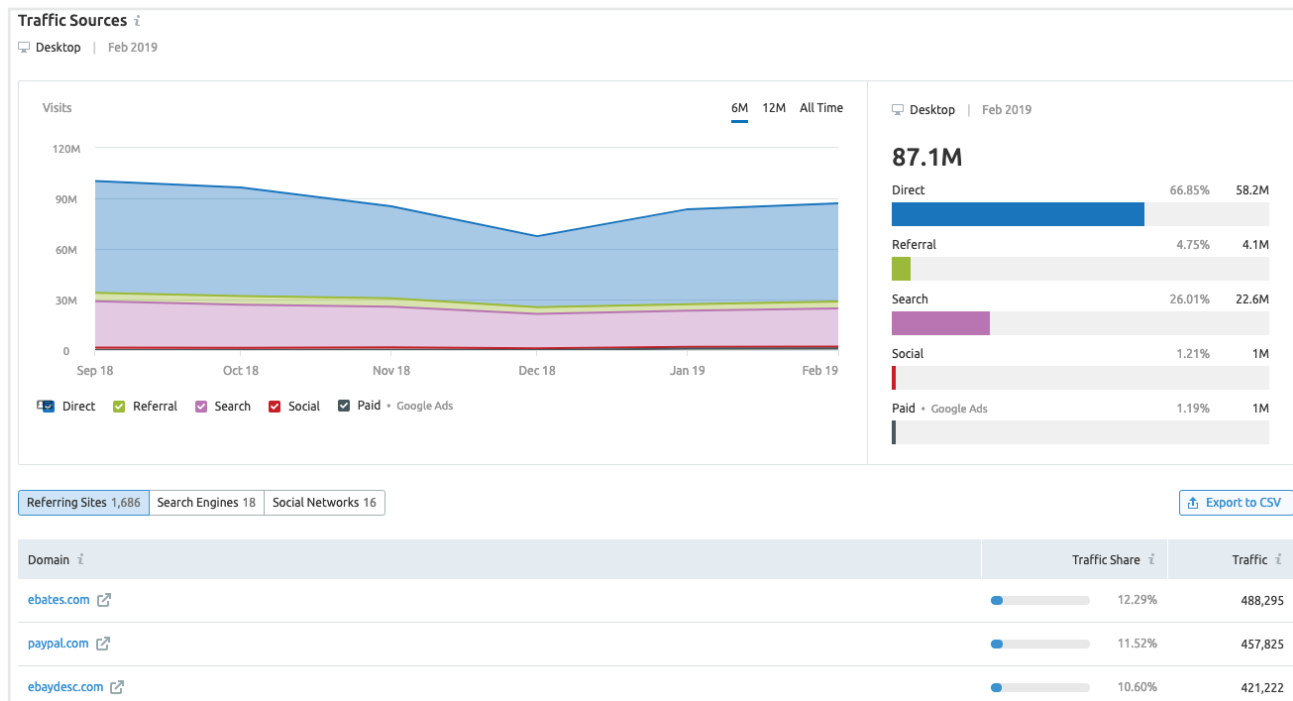 Traffic Sources i
Desktop | Feb 2019
Visits
6M 12M All Time
120M
90M
60M
30M
0
Sep 18 Oct 18 Nov 18 Dec 18 Jan 19 Feb 19
Direct Referral Search Social Paid • Google Ads
Desktop | Feb 2019
87.1M
Direct 66.85% 58.2M
Referral 4.75% 4.1M
Search 26.01% 22.6M
Social 1.21% 1M
Paid • Google Ads 1.19% 1M
Referring Sites 1,686 Search Engines 18 Social Networks 16
Export to CSV
Domain i Traffic Share i Traffic i
ebates.com 12.29% 488,295
paypal.com 11.52% 457,825
ebaydesc.com 10.60% 421,222